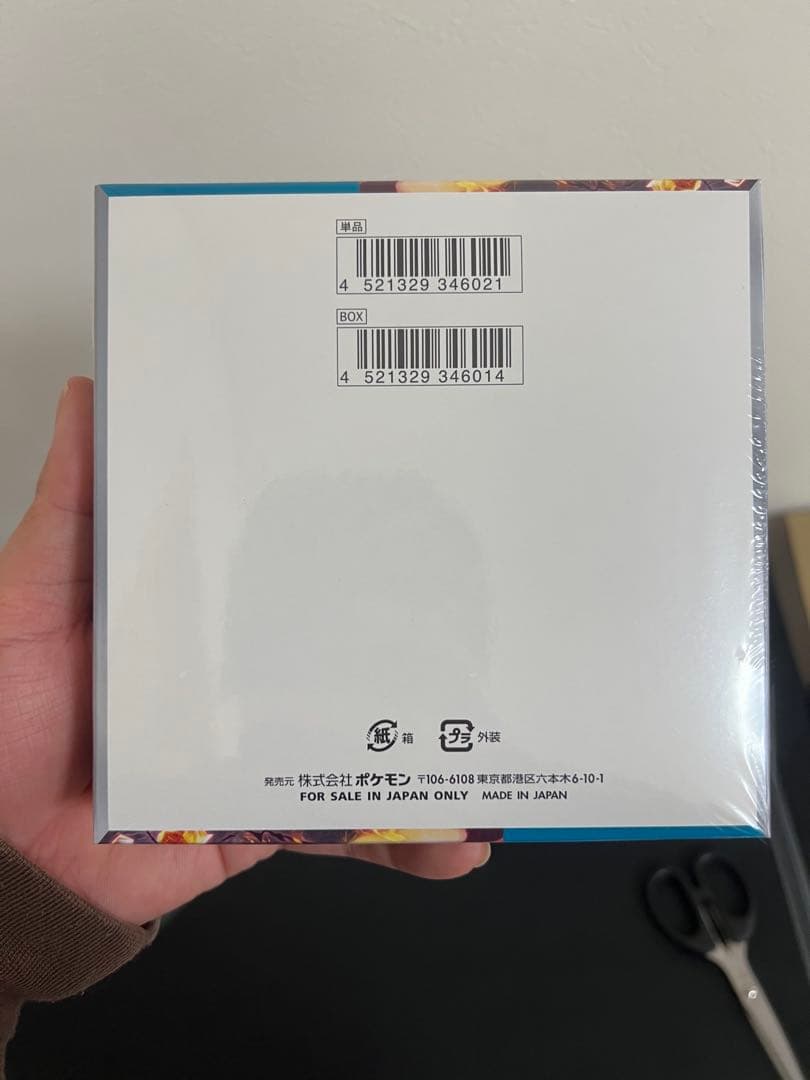 単品
4 521329 346021
BOX
4 521329 346014
紙 箱 プラ 外装
発売元 株式会社ポケモン 〒106-6108 東京都港区六本木6-10-1
FOR SALE IN JAPAN ONLY MADE IN JAPAN